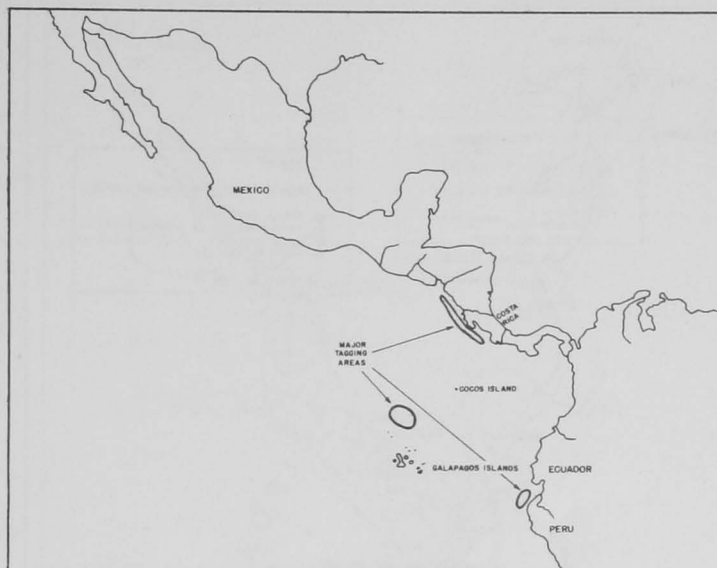 MEXICO
COSTA
RICA
MAJOR
TAGGING
AREAS
COCOS ISLAND
GALAPAGOS ISLANDS
ECUADOR
PERU